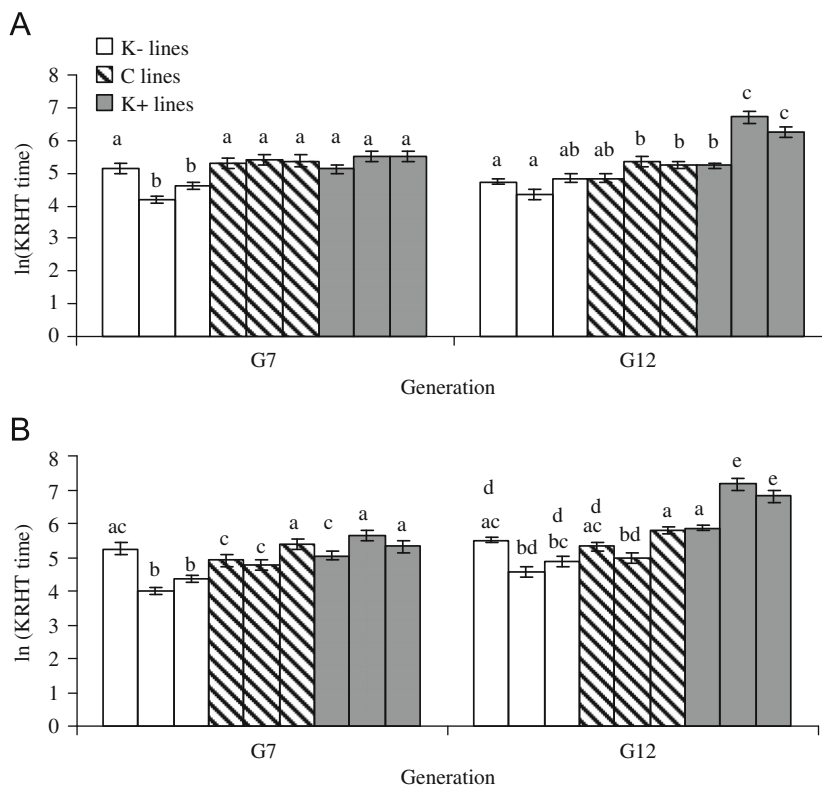 A
K- lines
C lines
K+ lines
ln(KRHT time)
8
7
6
5
4
3
2
1
0
a b b a a a a a a
a a ab ab b b b c c
G7 G12
Generation
B
ln (KRHT time)
8
7
6
5
4
3
2
1
0
ac b b c c a c a a
d d d
ac bd bc ac bd a a e e
G7 G12
Generation